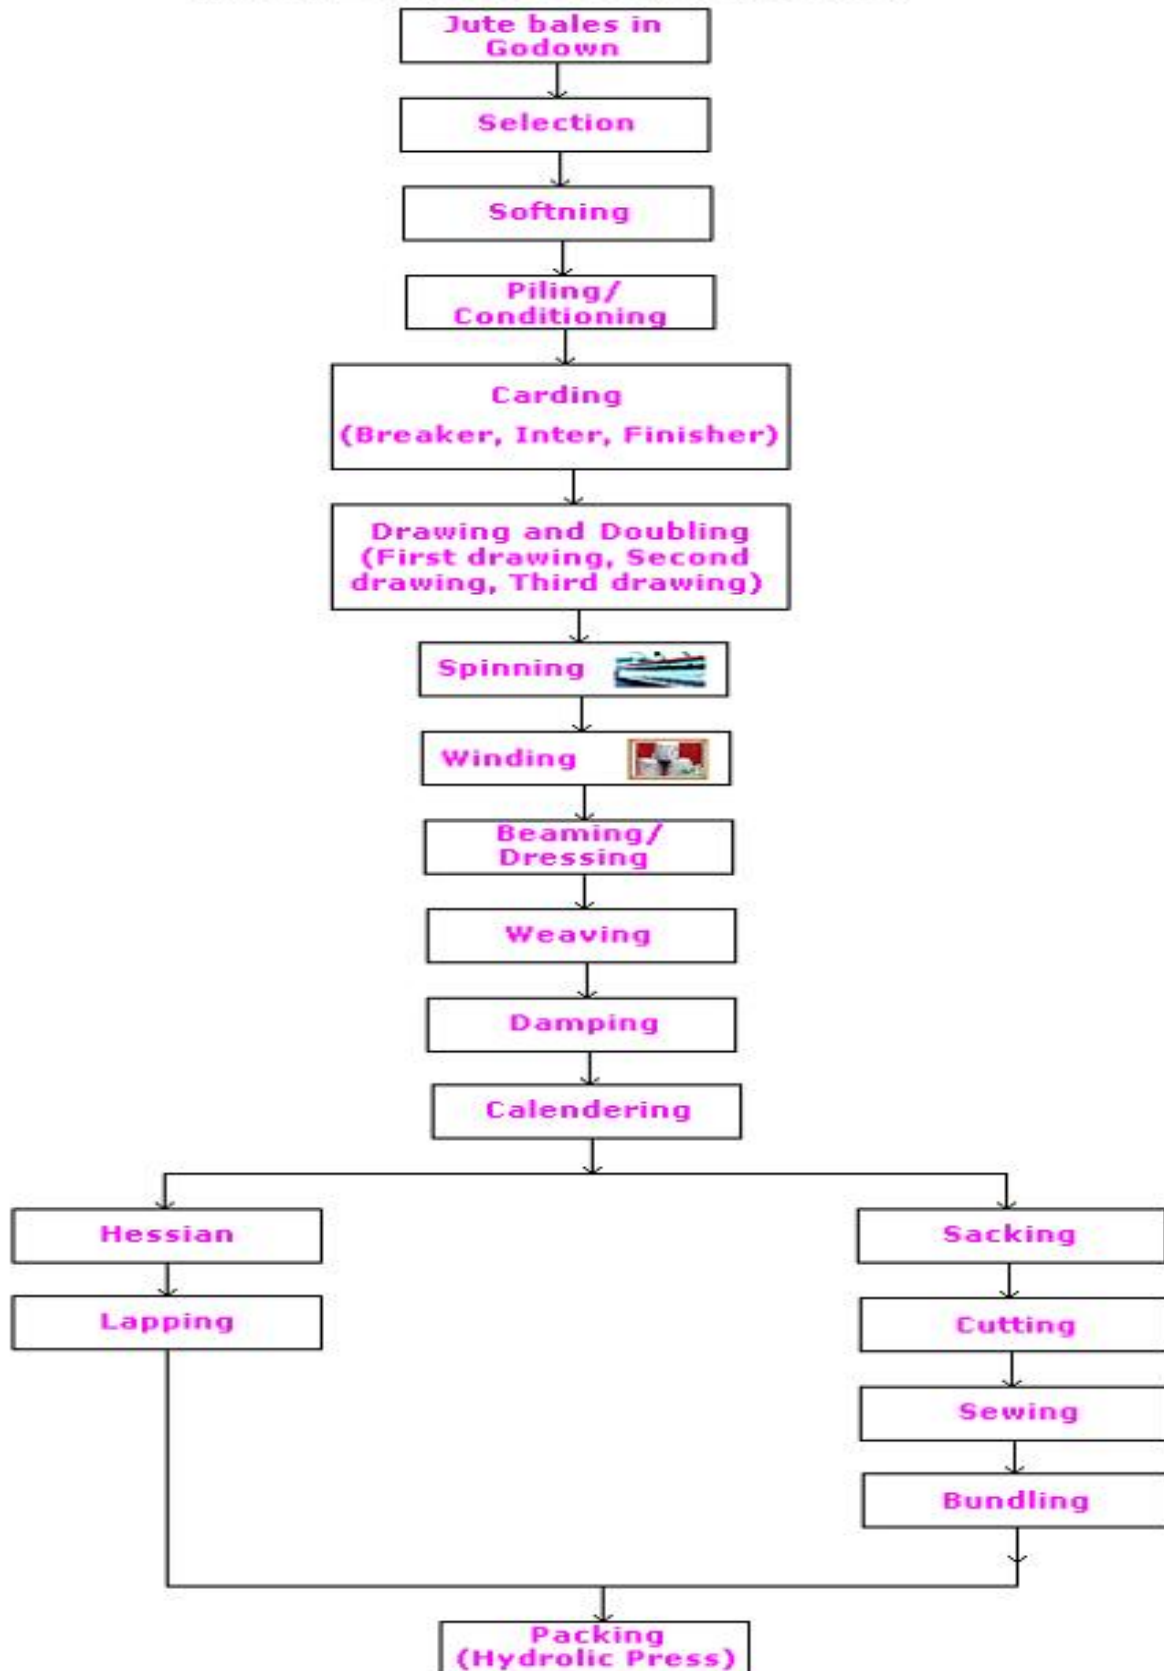 Jute bales in
Godown
Selection
Softning
Piling/
Conditioning
Carding
(Breaker, Inter, Finisher)
Drawing and Doubling
(First drawing, Second
drawing, Third drawing)
Spinning
Winding
Beaming/
Dressing
Weaving
Damping
Calendering
Hessian
Sacking
Lapping
Cutting
Sewing
Bundling
Packing
(Hydrolic Press)